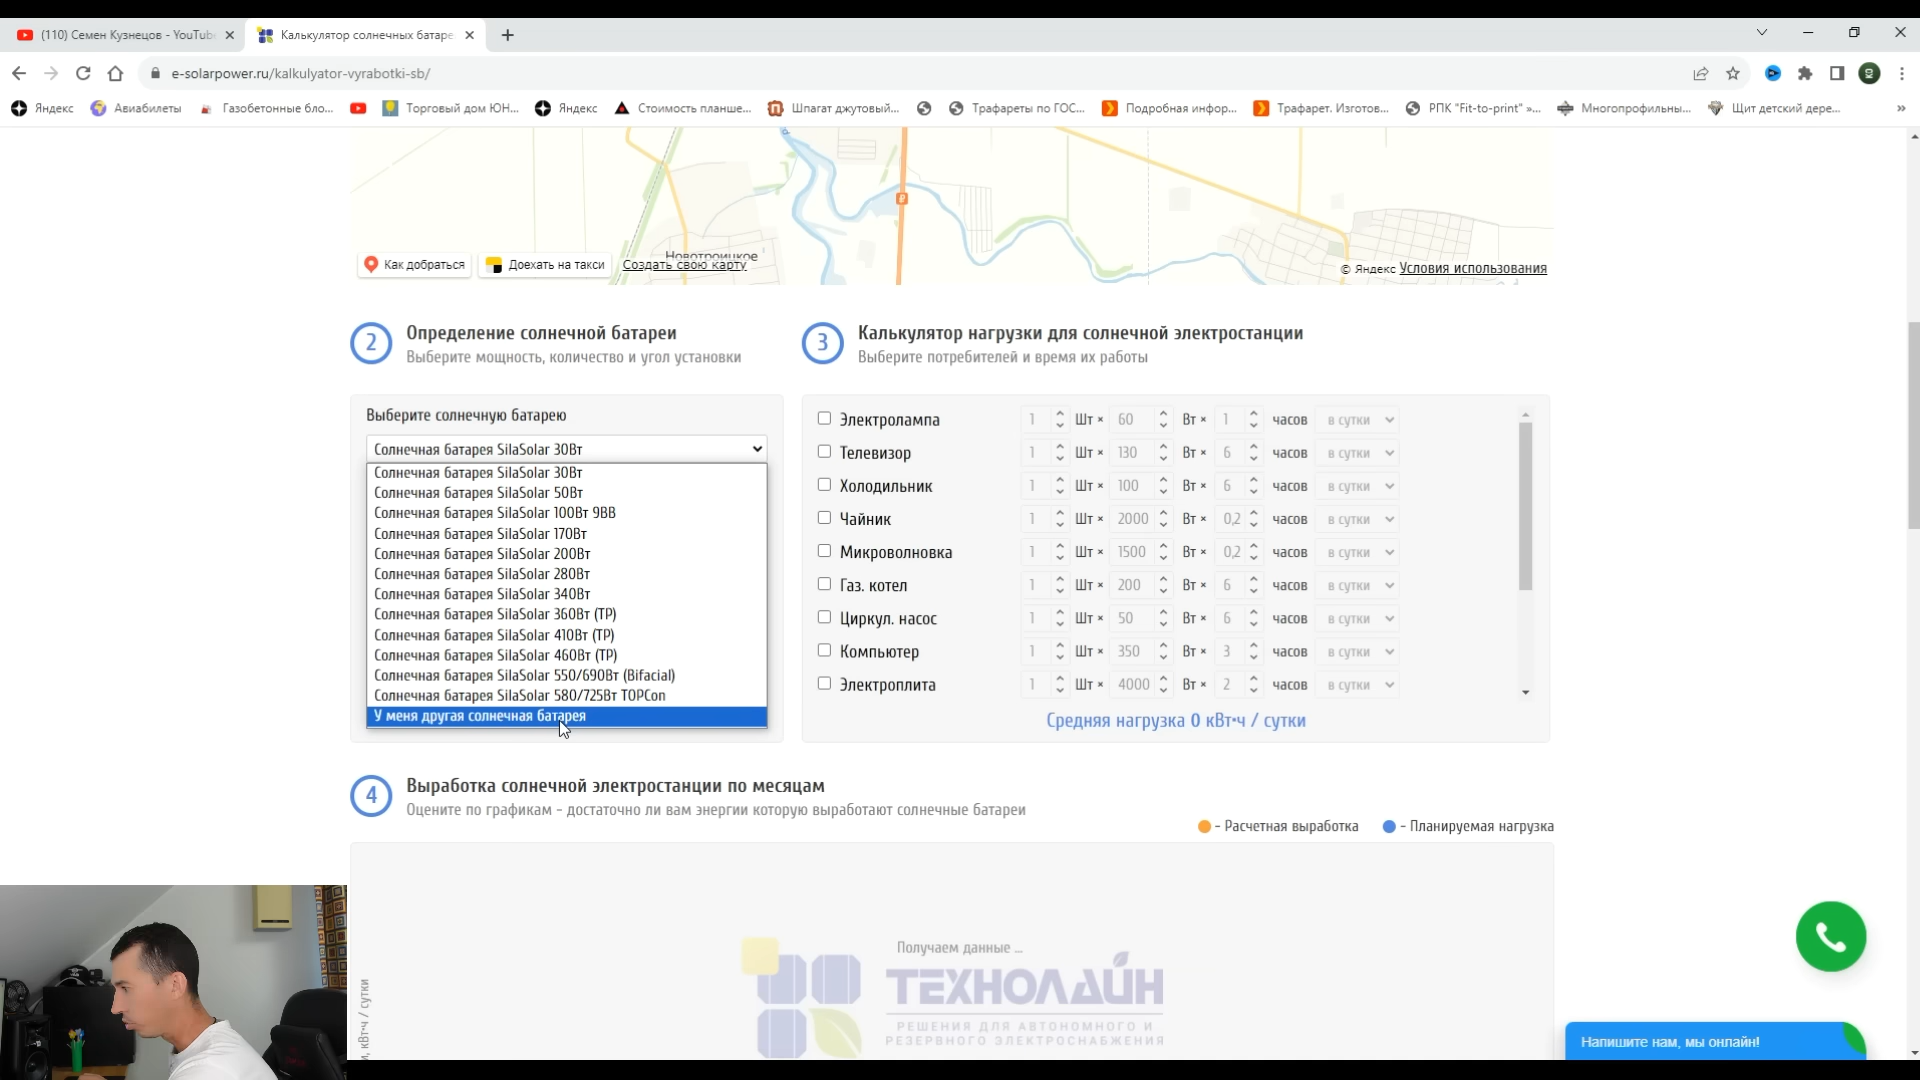 (110) Семен Кузнецов - YouTube
Калькулятор солнечных батаре
e-solarpower.ru/kalkulyator-vyrabotki-sb/
Яндекс
Авиабилеты
Газобетонные бло...
Торговый дом ЮН...
Яндекс
Стоимость планше...
Шпагат джутовый...
Трафареты по ГОС...
Подробная инфор...
Трафарет. Изготов...
РПК "Fit-to-print" »...
Многопрофильны...
Щит детский дере...
»
Новотроицкое
Как добраться
Доехать на такси
Создать свою карту
© Яндекс Условия использования
2
Определение солнечной батареи
Выберите мощность, количество и угол установки
3
Калькулятор нагрузки для солнечной электростанции
Выберите потребителей и время их работы
Выберите солнечную батарею
Солнечная батарея SilaSolar 30Вт
Солнечная батарея SilaSolar 30Вт
Солнечная батарея SilaSolar 50Вт
Солнечная батарея SilaSolar 100Вт 9BB
Солнечная батарея SilaSolar 170Вт
Солнечная батарея SilaSolar 200Вт
Солнечная батарея SilaSolar 280Вт
Солнечная батарея SilaSolar 340Вт
Солнечная батарея SilaSolar 360Вт (TP)
Солнечная батарея SilaSolar 410Вт (TP)
Солнечная батарея SilaSolar 460Вт (TP)
Солнечная батарея SilaSolar 550/690Вт (Bifacial)
Солнечная батарея SilaSolar 580/725Вт TOPCon
У меня другая солнечная батарея
Электролампа 1 Шт × 60 Вт × 1 часов в сутки
Телевизор 1 Шт × 130 Вт × 6 часов в сутки
Холодильник 1 Шт × 100 Вт × 6 часов в сутки
Чайник 1 Шт × 2000 Вт × 0,2 часов в сутки
Микроволновка 1 Шт × 1500 Вт × 0,2 часов в сутки
Газ. котел 1 Шт × 200 Вт × 6 часов в сутки
Циркул. насос 1 Шт × 50 Вт × 6 часов в сутки
Компьютер 1 Шт × 350 Вт × 3 часов в сутки
Электроплита 1 Шт × 4000 Вт × 2 часов в сутки
Средняя нагрузка 0 кВт•ч / сутки
4
Выработка солнечной электростанции по месяцам
Оцените по графикам - достаточно ли вам энергии которую выработают солнечные батареи
- Расчетная выработка
- Планируемая нагрузка
Получаем данные ...
ТЕХНОЛАЙН
РЕШЕНИЯ ДЛЯ АВТОНОМНОГО И
РЕЗЕРВНОГО ЭЛЕКТРОСНАБЖЕНИЯ
, кВт•ч / сутки
Напишите нам, мы онлайн!